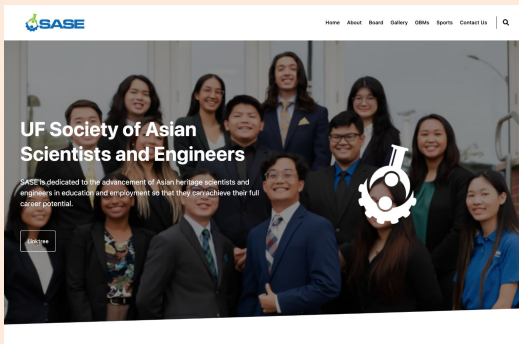 SASE
Home About Board Gallery GBMs Sports Contact Us
UF Society of Asian
Scientists and Engineers
SASE is dedicated to the advancement of Asian heritage scientists and
engineers in education and employment so that they can achieve their full
career potential.
Linktree